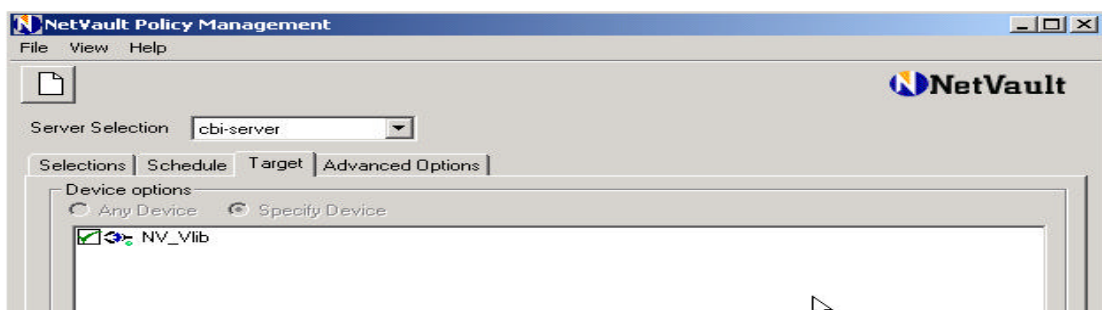 NetVault Policy Management
File View Help
NetVault
Server Selection cbi-server
Selections Schedule Target Advanced Options
Device options
Any Device Specify Device
NV_Vlib